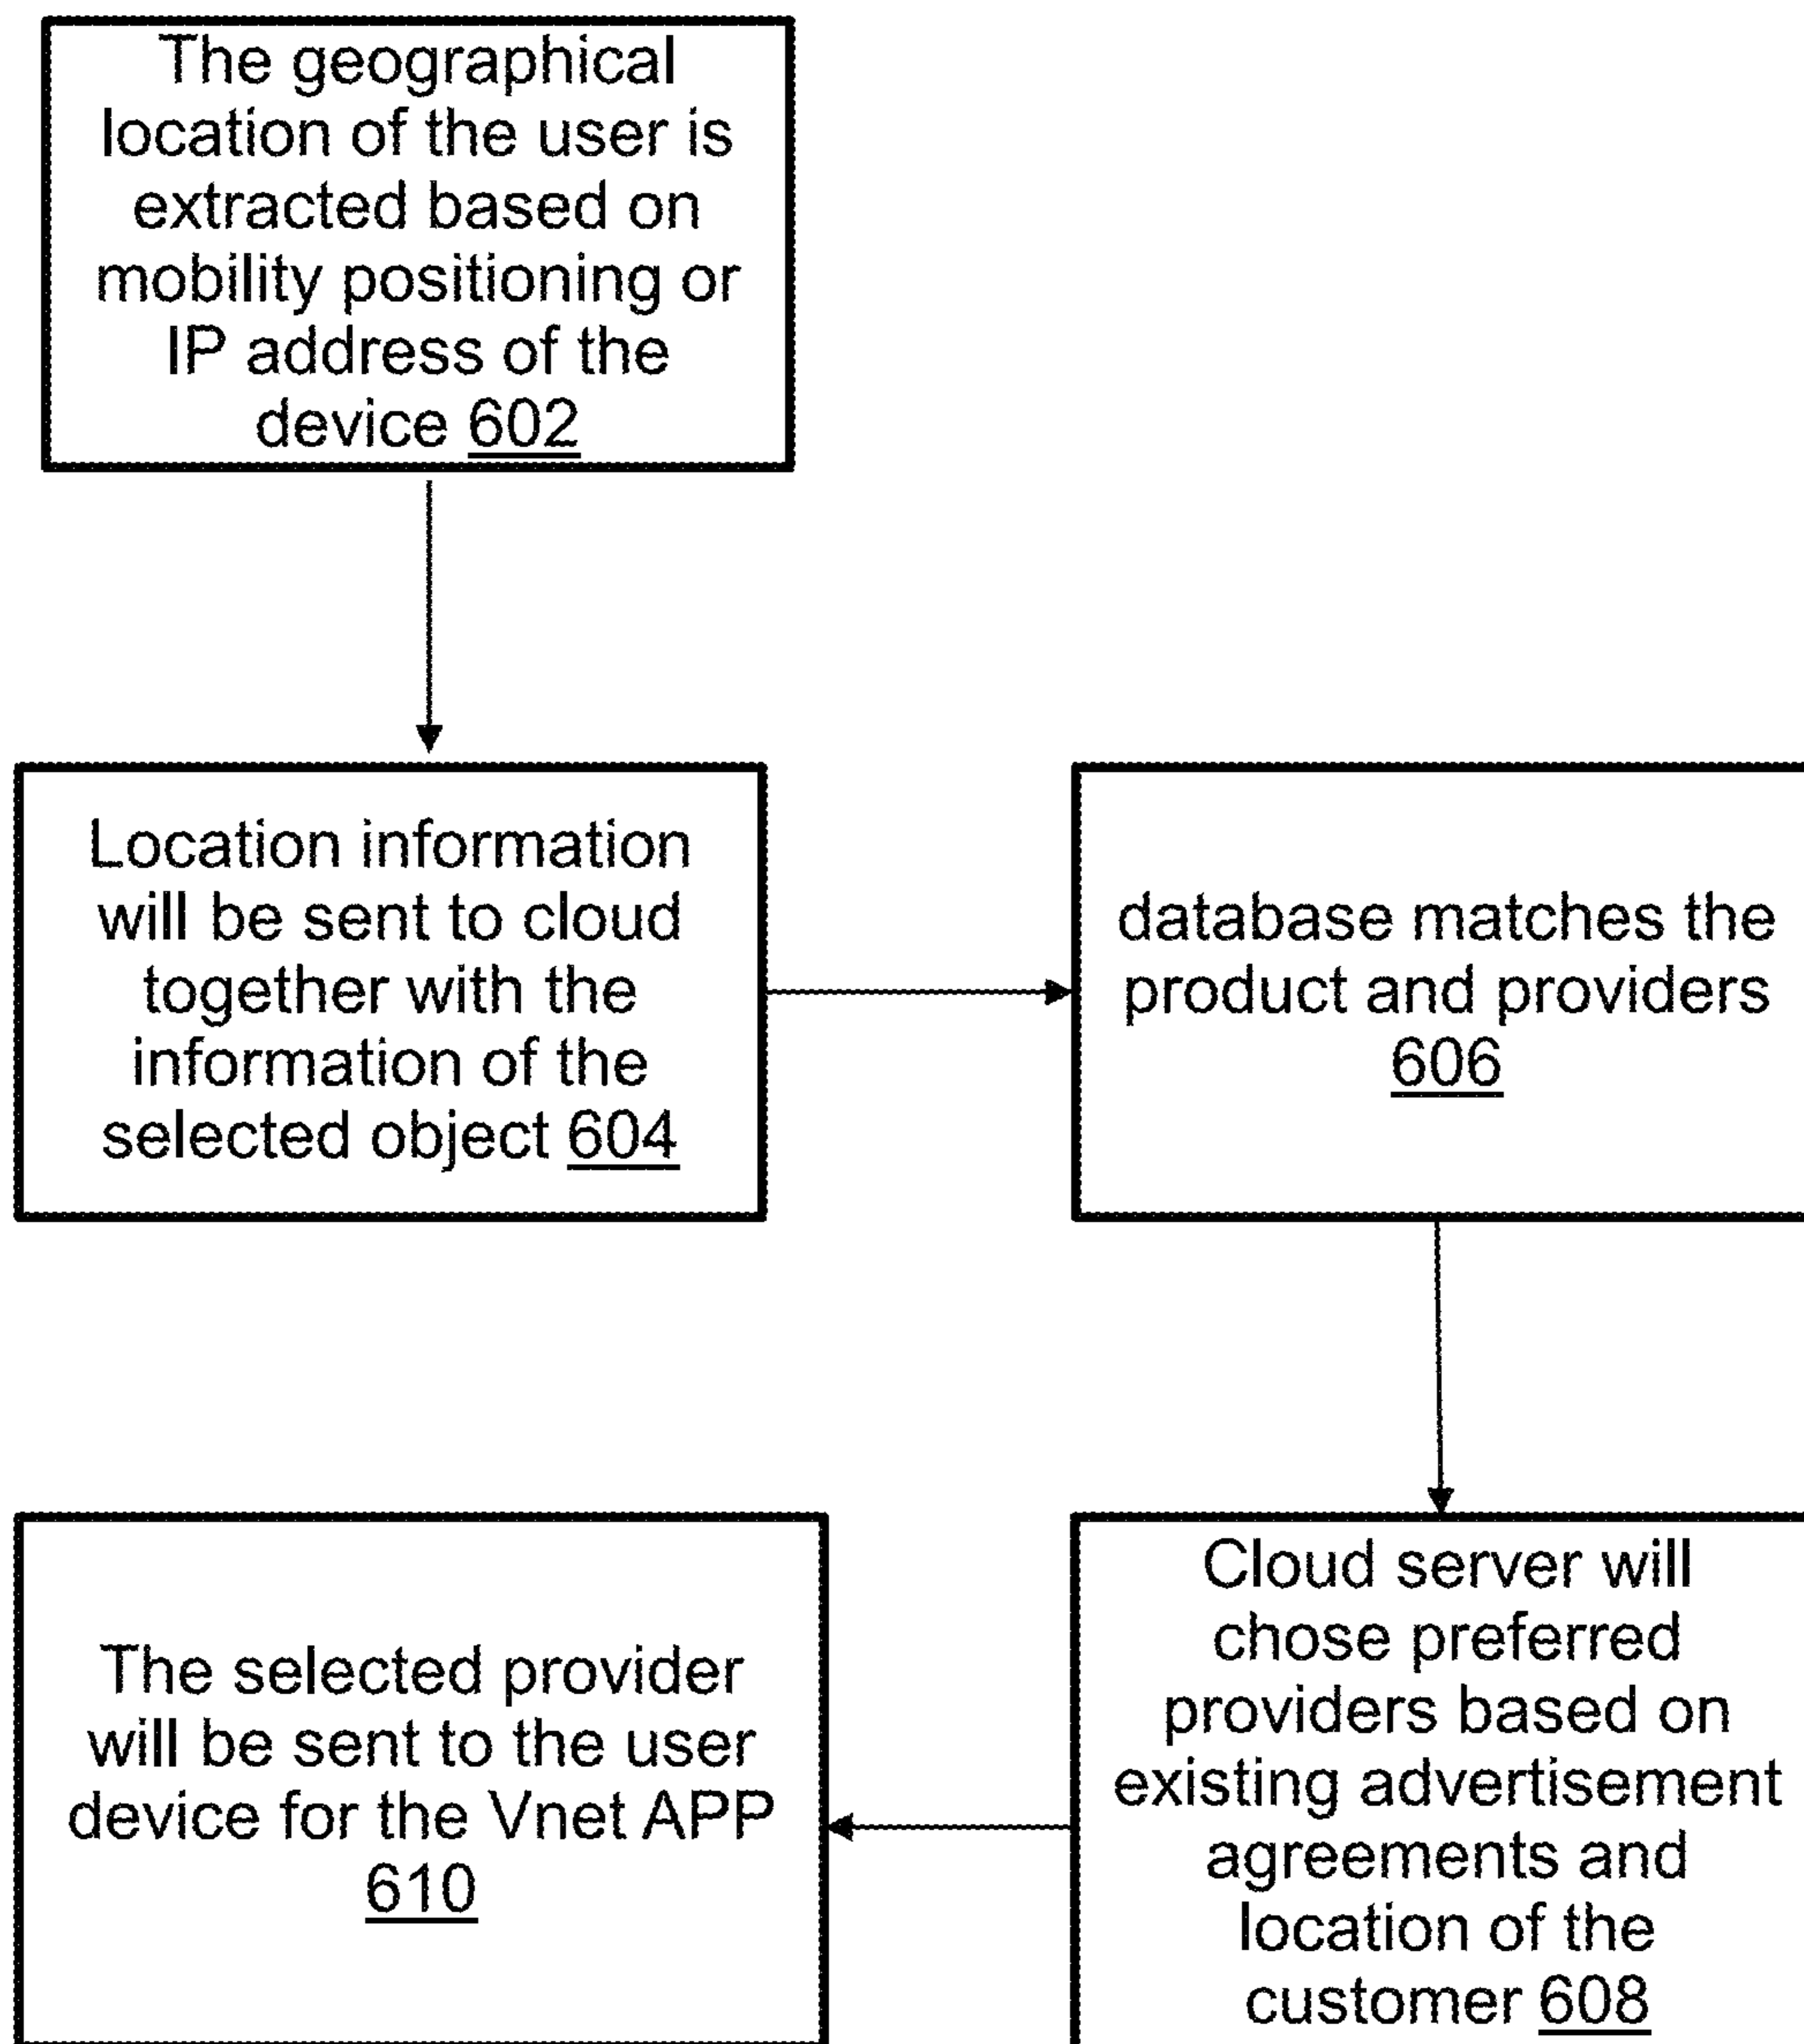 The geographical
location of the user is
extracted based on
mobility positioning or
IP address of the
device 602
Location information
will be sent to cloud
together with the
information of the
selected object 604
database matches the
product and providers
606
Cloud server will
chose preferred
providers based on
existing advertisement
agreements and
location of the
customer 608
The selected provider
will be sent to the user
device for the Vnet APP
610